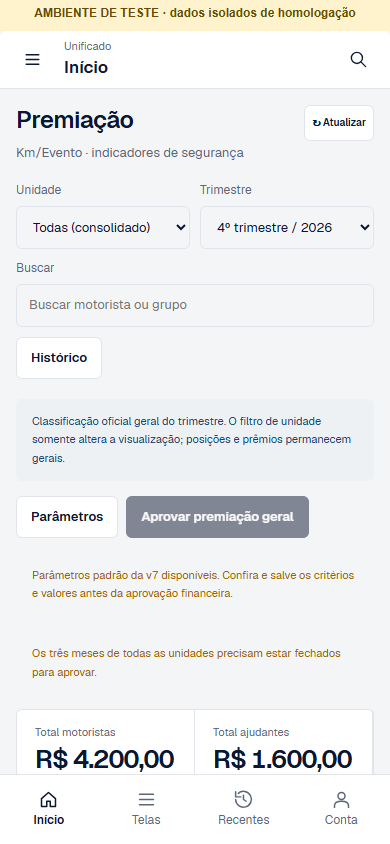 AMBIENTE DE TESTE · dados isolados de homologação
Unificado
Início
Premiação
↻ Atualizar
Km/Evento · indicadores de segurança
Unidade
Trimestre
Todas (consolidado)
4º trimestre / 2026
Buscar
Buscar motorista ou grupo
Histórico
Classificação oficial geral do trimestre. O filtro de unidade
somente altera a visualização; posições e prêmios permanecem
gerais.
Parâmetros
Aprovar premiação geral
Parâmetros padrão da v7 disponíveis. Confira e salve os critérios
e valores antes da aprovação financeira.
Os três meses de todas as unidades precisam estar fechados
para aprovar.
Total motoristas
Total ajudantes
R$ 4.200,00
R$ 1.600,00
Início
Telas
Recentes
Conta